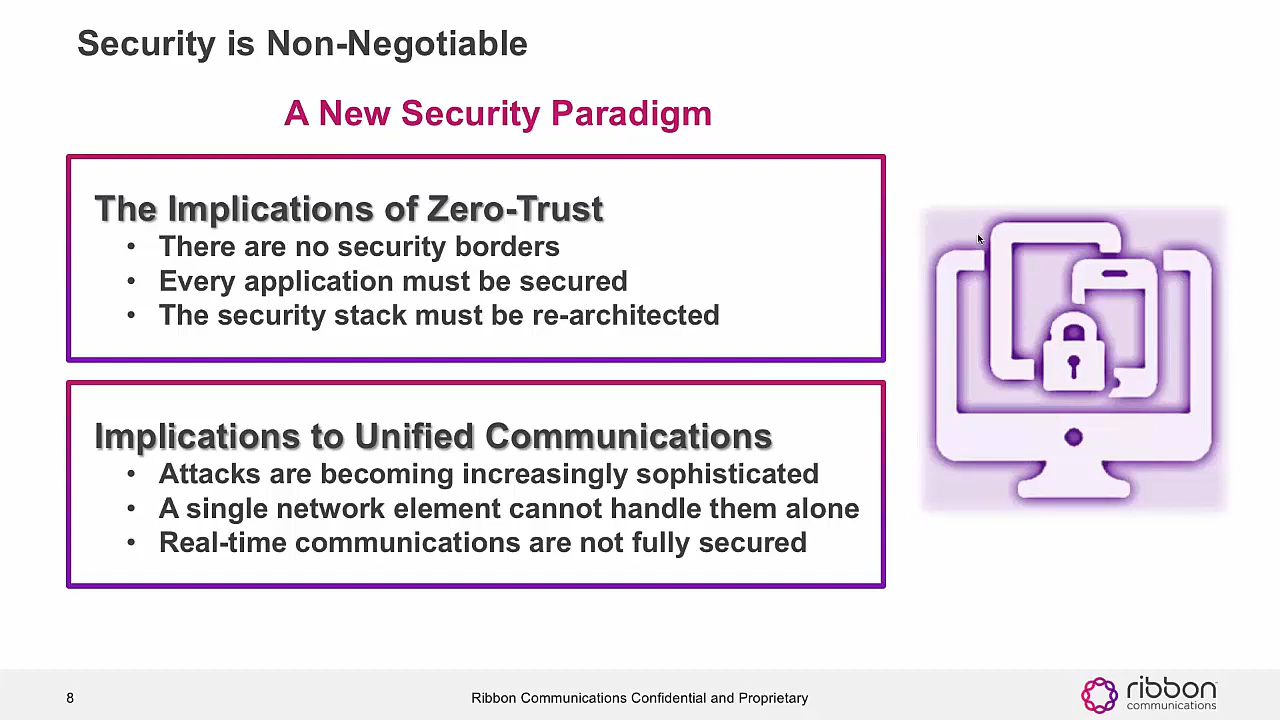 Security is Non-Negotiable
A New Security Paradigm
The Implications of Zero-Trust
• There are no security borders
• Every application must be secured
• The security stack must be re-architected
Implications to Unified Communications
• Attacks are becoming increasingly sophisticated
• A single network element cannot handle them alone
• Real-time communications are not fully secured
8
Ribbon Communications Confidential and Proprietary
ribbon
communications